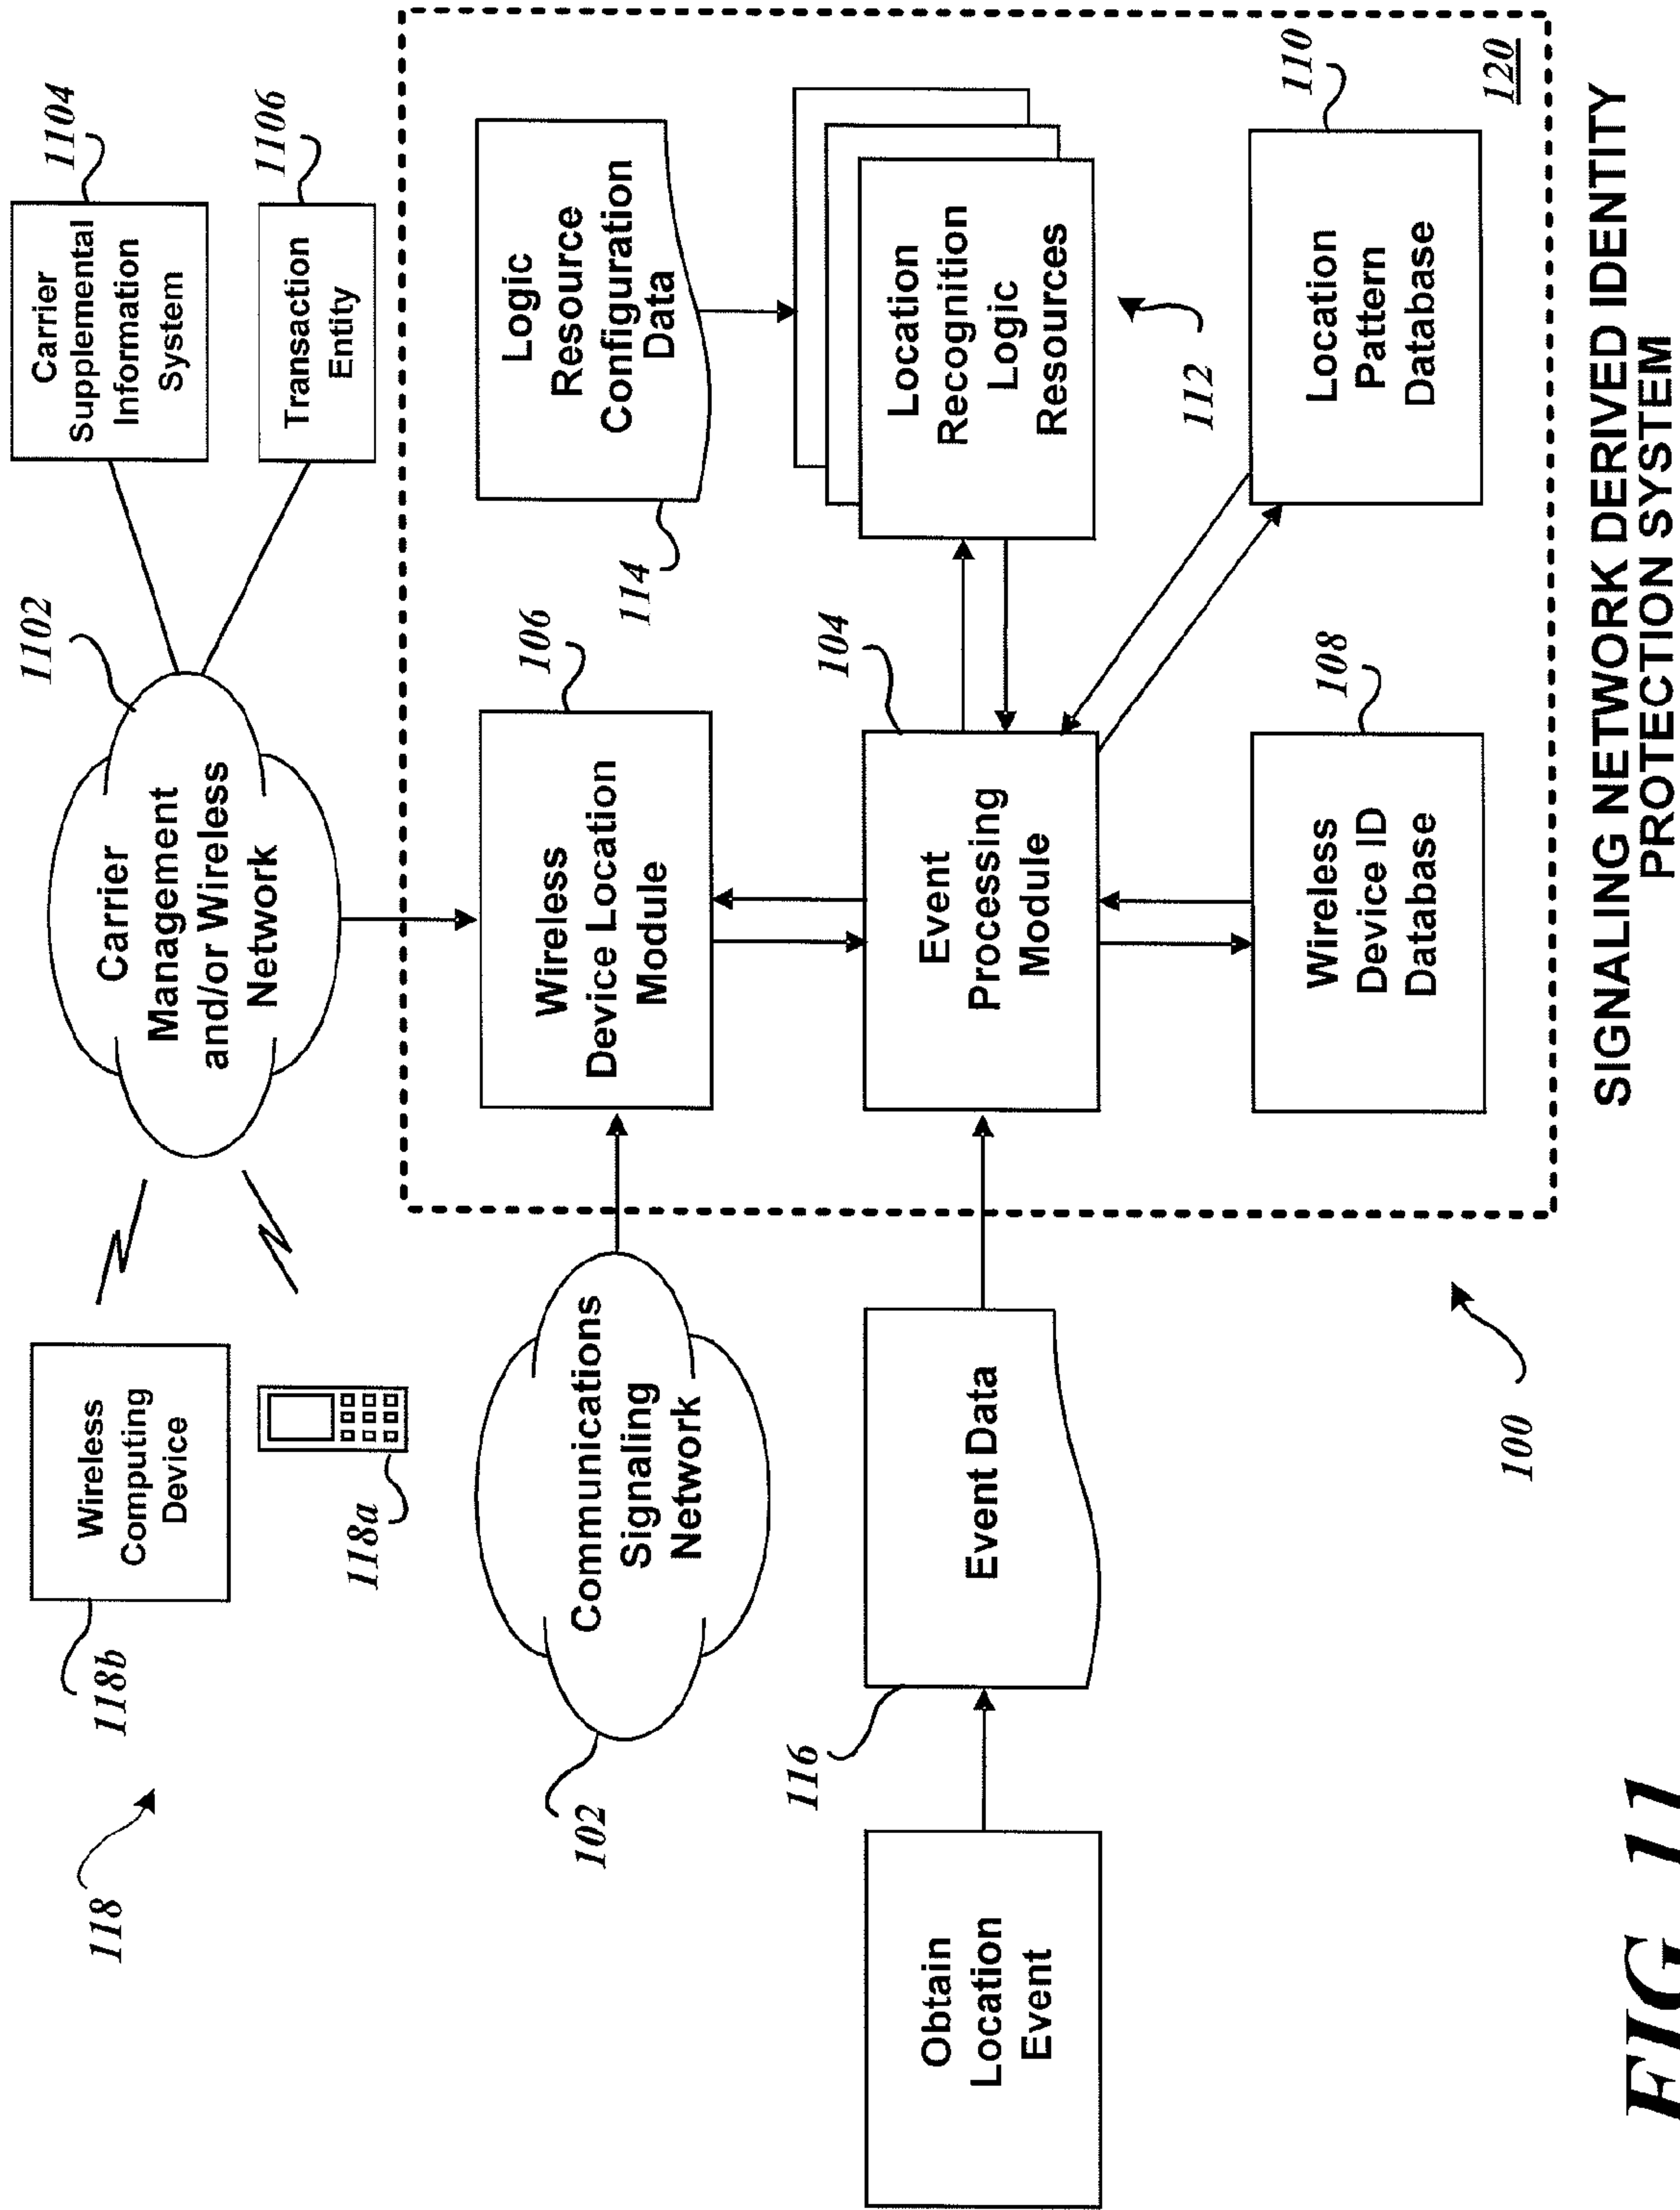 118
118b
Wireless
Computing
Device
118a
1102
Carrier
Management
and/or Wireless
Network
1104
Carrier
Supplemental
Information
System
1106
Transaction
Entity
102
Communications
Signaling
Network
106
Wireless
Device Location
Module
114
Logic
Resource
Configuration
Data
Obtain
Location
Event
116
Event Data
104
Event
Processing
Module
Location
Recognition
Logic
Resources
112
100
108
Wireless
Device ID
Database
110
Location
Pattern
Database
120
SIGNALING NETWORK DERIVED IDENTITY
PROTECTION SYSTEM
FIG 11